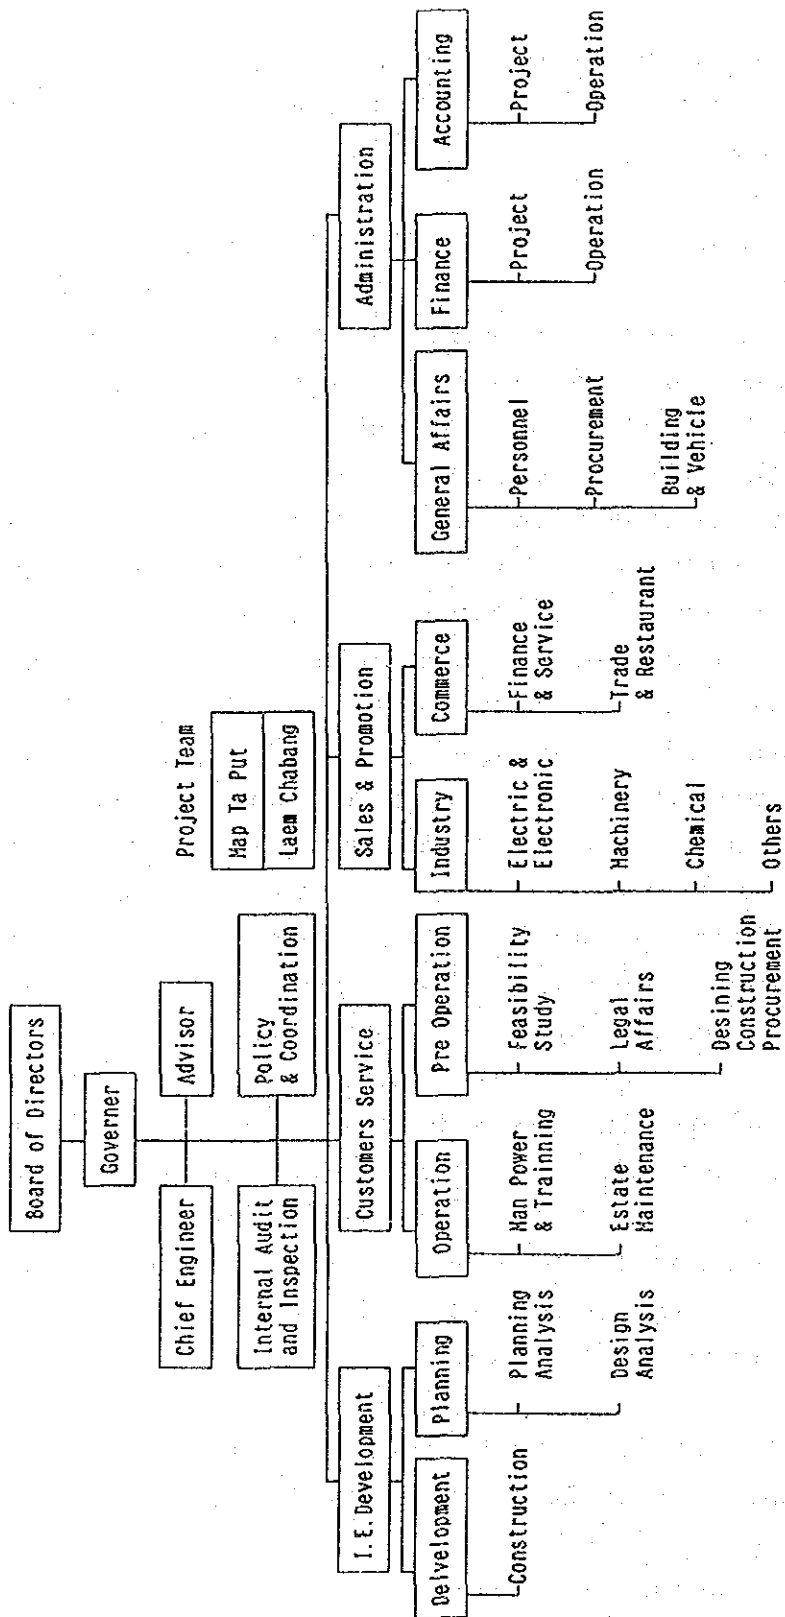 Board of Directors
Governer
Chief Engineer
Advisor
Internal Audit
and Inspection
Policy
& Coordination
Project Team
Map Ta Put
Laem Chabang
I.E.Development
Customers Service
Sales & Promotion
Administration
Delvelopment
Planning
Operation
Pre Operation
Industry
Commerce
General Affairs
Finance
Accounting
Construction
Planning
Analysis
Design
Analysis
Man Power
& Trainning
Estate
Maintenance
Feasibility
Study
Legal
Affairs
Desining
Construction
Procurement
Electric &
Electronic
Machinery
Chemical
Others
Finance
& Service
Trade
& Restaurant
Personnel
Procurement
Building
& Vehicle
Project
Operation
Project
Operation